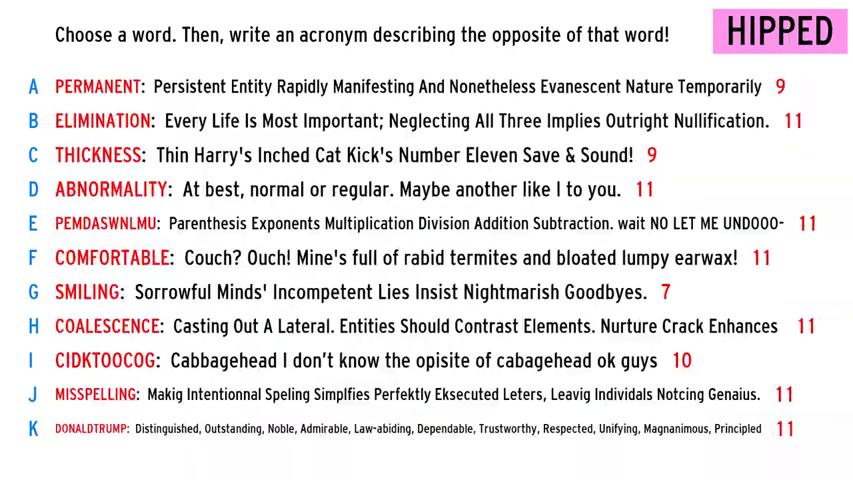 Choose a word. Then, write an acronym describing the opposite of that word!
HIPPED
A PERMANENT: Persistent Entity Rapidly Manifesting And Nonetheless Evanescent Nature Temporarily 9
B ELIMINATION: Every Life Is Most Important; Neglecting All Three Implies Outright Nullification. 11
C THICKNESS: Thin Harry's Inched Cat Kick's Number Eleven Save & Sound! 9
D ABNORMALITY: At best, normal or regular. Maybe another like I to you. 11
E PEMDASWNLMU: Parenthesis Exponents Multiplication Division Addition Subtraction. wait NO LET ME UNDOOO- 11
F COMFORTABLE: Couch? Ouch! Mine's full of rabid termites and bloated lumpy earwax! 11
G SMILING: Sorrowful Minds' Incompetent Lies Insist Nightmarish Goodbyes. 7
H COALESCENCE: Casting Out A Lateral. Entities Should Contrast Elements. Nurture Crack Enhances 11
I CIDKTOOCOG: Cabbagehead I don't know the opisite of cabagehead ok guys 10
J MISSPELLING: Makig Intentionnal Speling Simplfies Perfektly Eksecuted Leters, Leavig Individals Notcing Genaius. 11
K DONALDTRUMP: Distinguished, Outstanding, Noble, Admirable, Law-abiding, Dependable, Trustworthy, Respected, Unifying, Magnanimous, Principled 11